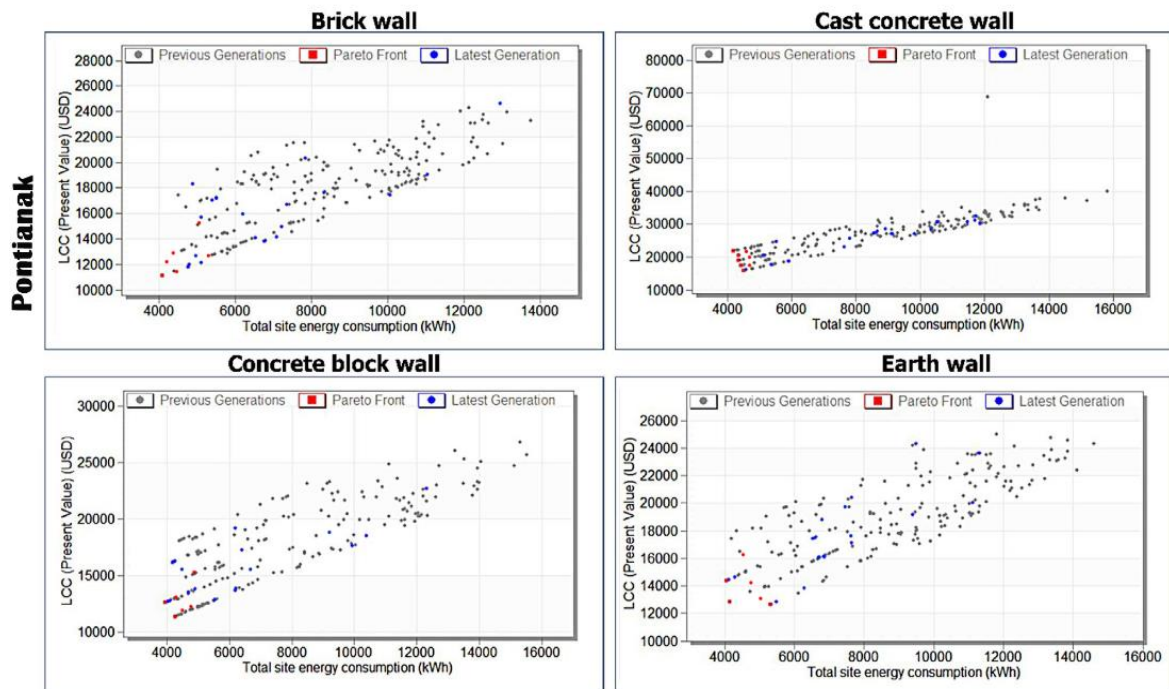 Pontianak
Brick wall
Previous Generations Pareto Front Latest Generation
LCC (Present Value) (USD)
28000
26000
24000
22000
20000
18000
16000
14000
12000
10000
4000 6000 8000 10000 12000 14000
Total site energy consumption (kWh)
Cast concrete wall
Previous Generations Pareto Front Latest Generation
LCC (Present Value) (USD)
80000
70000
60000
50000
40000
30000
20000
10000
4000 6000 8000 10000 12000 14000 16000
Total site energy consumption (kWh)
Concrete block wall
Previous Generations Pareto Front Latest Generation
LCC (Present Value) (USD)
30000
25000
20000
15000
10000
4000 6000 8000 10000 12000 14000 16000
Total site energy consumption (kWh)
Earth wall
Previous Generations Pareto Front Latest Generation
LCC (Present Value) (USD)
26000
24000
22000
20000
18000
16000
14000
12000
10000
4000 6000 8000 10000 12000 14000 16000
Total site energy consumption (kWh)